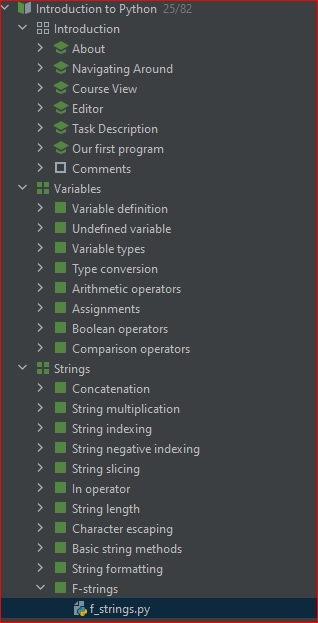 Introduction to Python 25/82
Introduction
About
Navigating Around
Course View
Editor
Task Description
Our first program
Comments
Variables
Variable definition
Undefined variable
Variable types
Type conversion
Arithmetic operators
Assignments
Boolean operators
Comparison operators
Strings
Concatenation
String multiplication
String indexing
String negative indexing
String slicing
In operator
String length
Character escaping
Basic string methods
String formatting
F-strings
f_strings.py